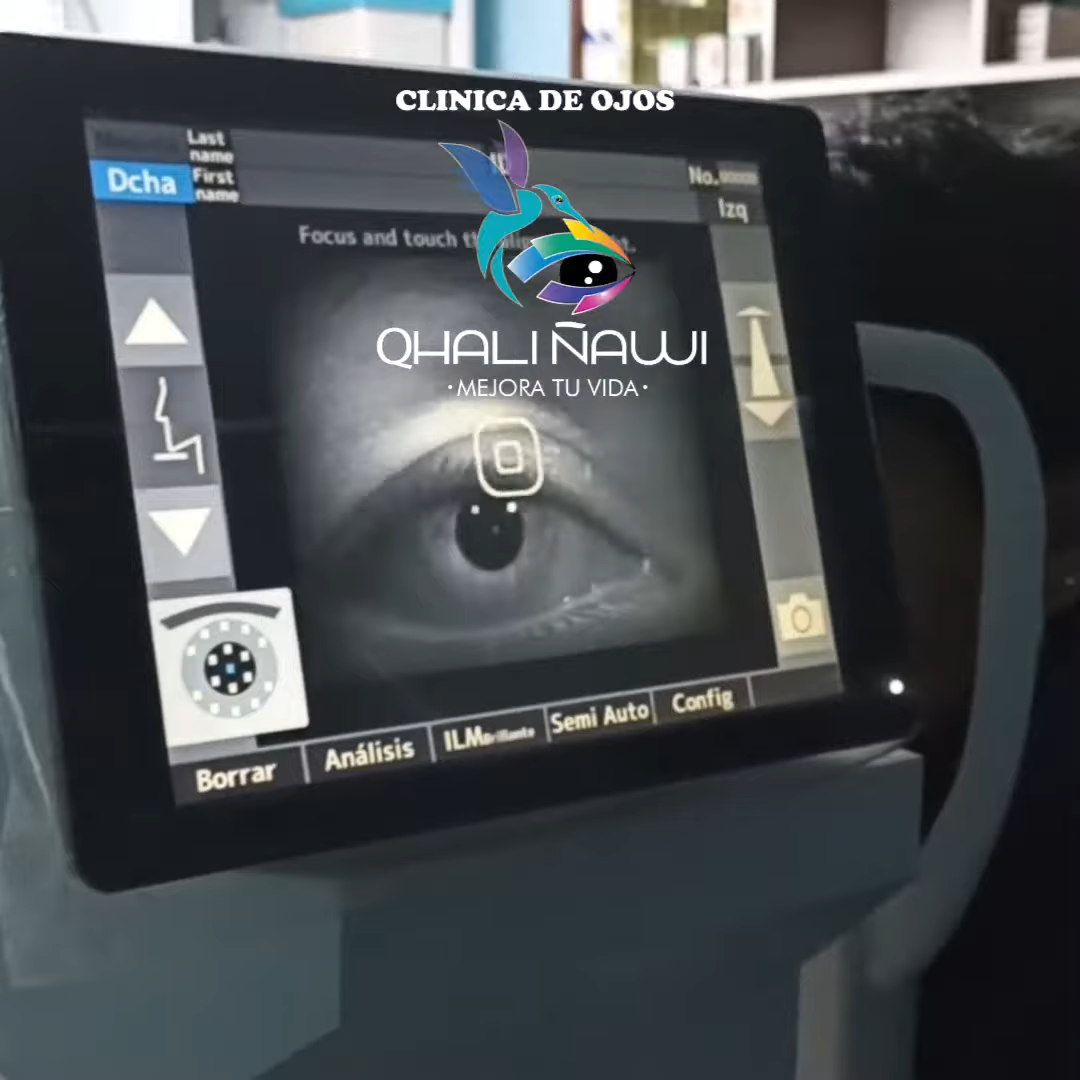 CLINICA DE OJOS
Last name
First name
No.
Dcha
Izq
Focus and touch
QHALI ÑAWI
·MEJORA TU VIDA·
Borrar
Análisis
ILM Brillante
Semi Auto
Config